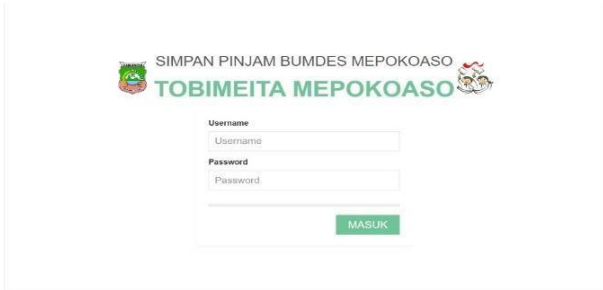 SIMPAN PINJAM BUMDES MEPOKOASO
TOBIMEITA MEPOKOASO
Username
Username
Password
Password
MASUK